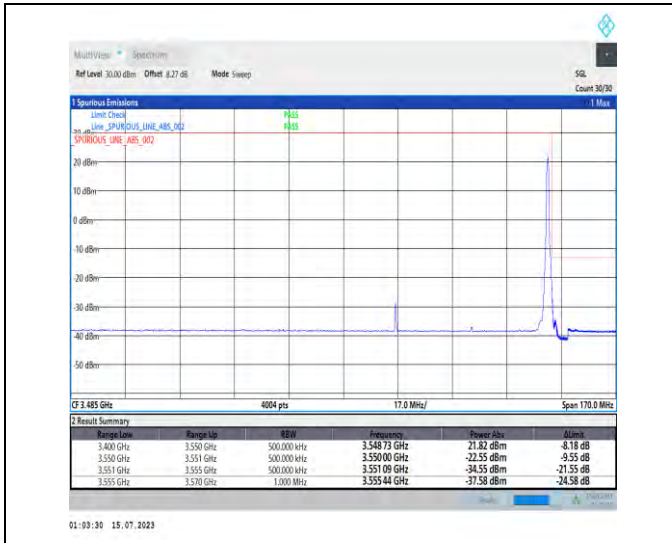 MultiView Spectrum
Ref Level 30.00 dBm Offset 8.27 dB Mode Sweep SGL
Count 30/30
1 Spurious Emissions 1 Max
Limit Check PASS
Line _SPURIOUS_LINE_ABS_002 PASS
SPURIOUS_LINE_ABS_002
20 dBm
10 dBm
0 dBm
-10 dBm
-20 dBm
-30 dBm
-40 dBm
-50 dBm
CF 3.485 GHz 4004 pts 17.0 MHz/ Span 170.0 MHz
2 Result Summary
Range Low Range Up RBW Frequency Power Abs ΔLimit
3.400 GHz 3.550 GHz 500.000 kHz 3.548 73 GHz 21.82 dBm -8.18 dB
3.550 GHz 3.551 GHz 500.000 kHz 3.550 00 GHz -22.55 dBm -9.55 dB
3.551 GHz 3.555 GHz 500.000 kHz 3.551 09 GHz -34.55 dBm -21.55 dB
3.555 GHz 3.570 GHz 1.000 MHz 3.555 44 GHz -37.58 dBm -24.58 dB
01:03:30 15.07.2023